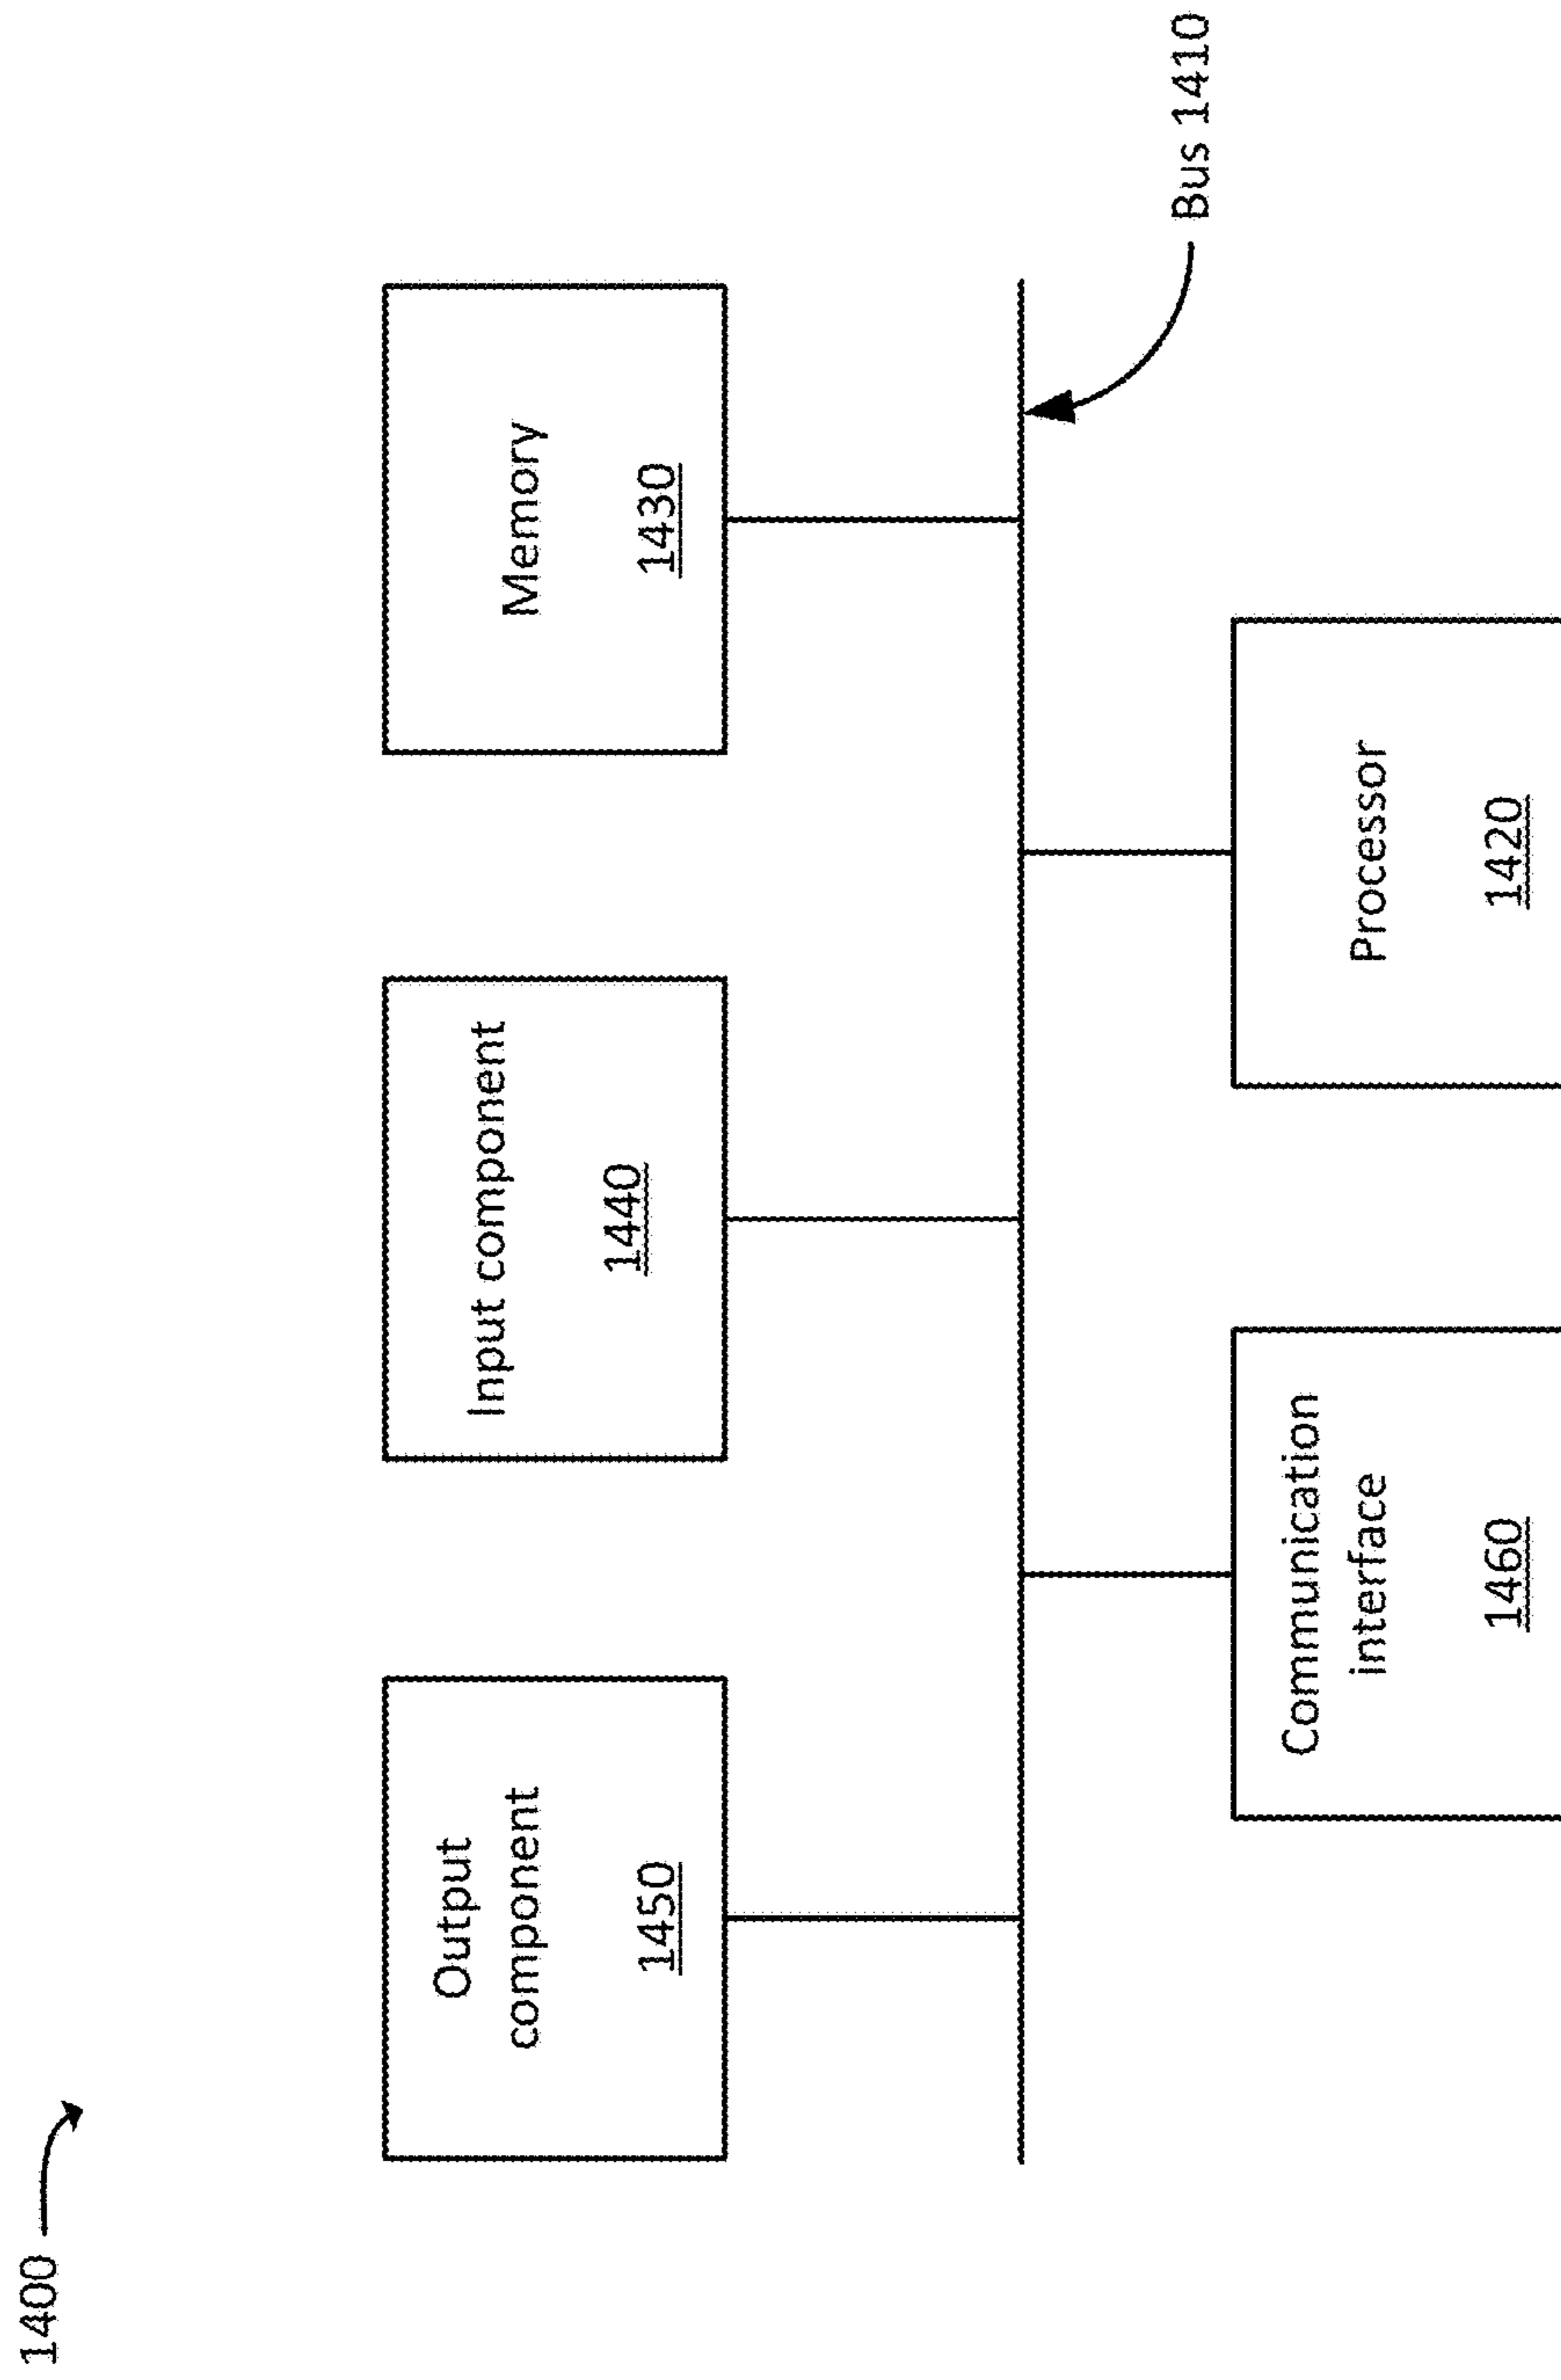 1400
Output
component
1450
Input component
1440
Memory
1430
Bus 1410
Communication
interface
1460
Processor
1420